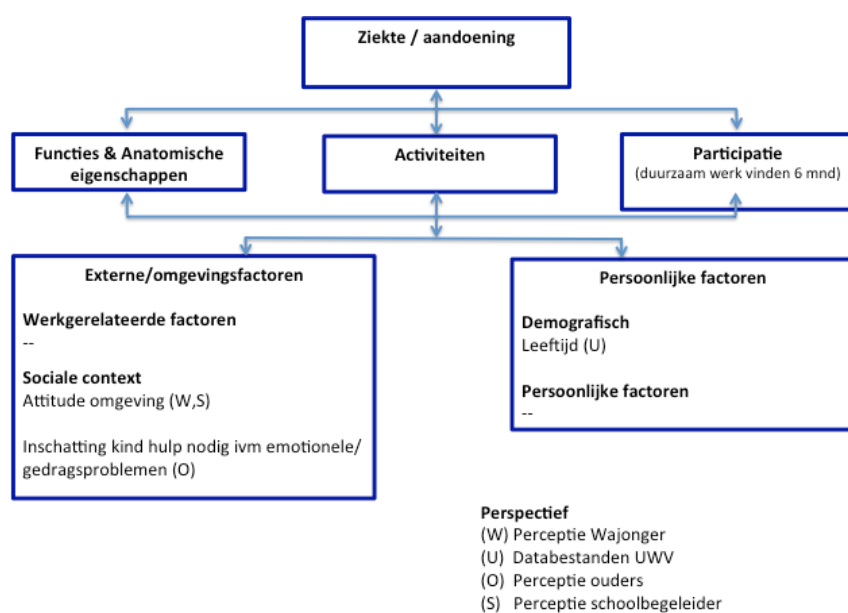 Ziekte / aandoening
Functies & Anatomische
eigenschappen
Activiteiten
Participatie
(duurzaam werk vinden 6 mnd)
Externe/omgevingsfactoren
Werkgerelateerde factoren
--
Sociale context
Attitude omgeving (W,S)
Inschatting kind hulp nodig ivm emotionele/
gedragsproblemen (O)
Persoonlijke factoren
Demografisch
Leeftijd (U)
Persoonlijke factoren
--
Perspectief
(W) Perceptie Wajonger
(U) Databestanden UWV
(O) Perceptie ouders
(S) Perceptie schoolbegeleider